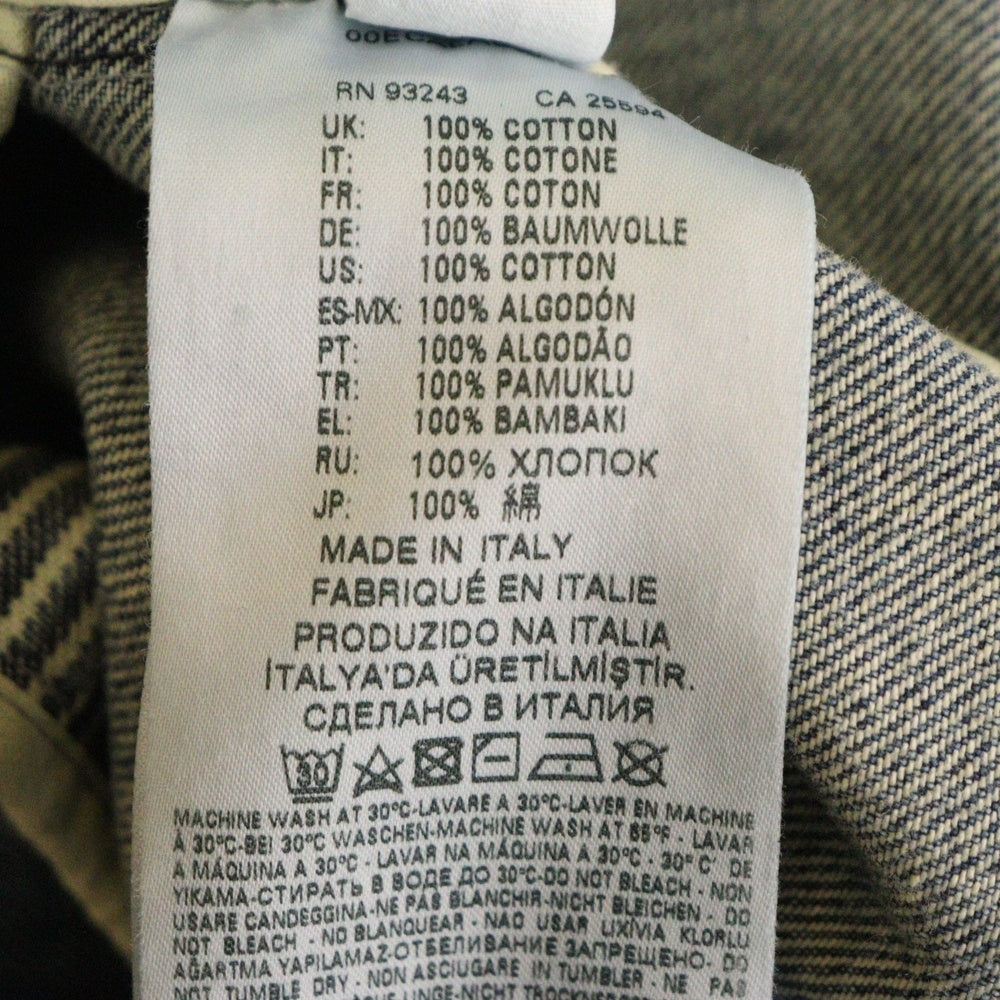 RN 93243 CA 25594
UK: 100% COTTON
IT: 100% COTONE
FR: 100% COTON
DE: 100% BAUMWOLLE
US: 100% COTTON
ES-MX: 100% ALGODÓN
PT: 100% ALGODÃO
TR: 100% PAMUKLU
EL: 100% BAMBAKI
RU: 100% ХЛОПОК
JP: 100% 綿
MADE IN ITALY
FABRIQUÉ EN ITALIE
PRODUZIDO NA ITALIA
İTALYA'DA ÜRETİLMİŞTİR.
СДЕЛАНО В ИТАЛИЯ
30
MACHINE WASH AT 30°C-LAVARE A 30°C-LAVER EN MACHINE
À 30°C-BEI 30°C WASCHEN-MACHINE WASH AT 86°F - LAVAR
A MÁQUINA A 30°C - LAVAR NA MÁQUINA A 30°C - 30°C' DE
YIKAMA-СТИРАТЬ В ВОДЕ ДО 30°C-DO NOT BLEACH - NON
USARE CANDEGGINA-NE PAS BLANCHIR-NICHT BLEICHEN - DO
NOT BLEACH - NO BLANQUEAR - NAO USAR LIXÍVIA KLORLU
AĞARTMA YAPILAMAZ-ОТБЕЛИВАНИЕ ЗАПРЕЩЕНО- DO
NOT TUMBLE DRY - NON ASCIUGARE IN TUMBLER - NE PAS
LINGE-NICHT